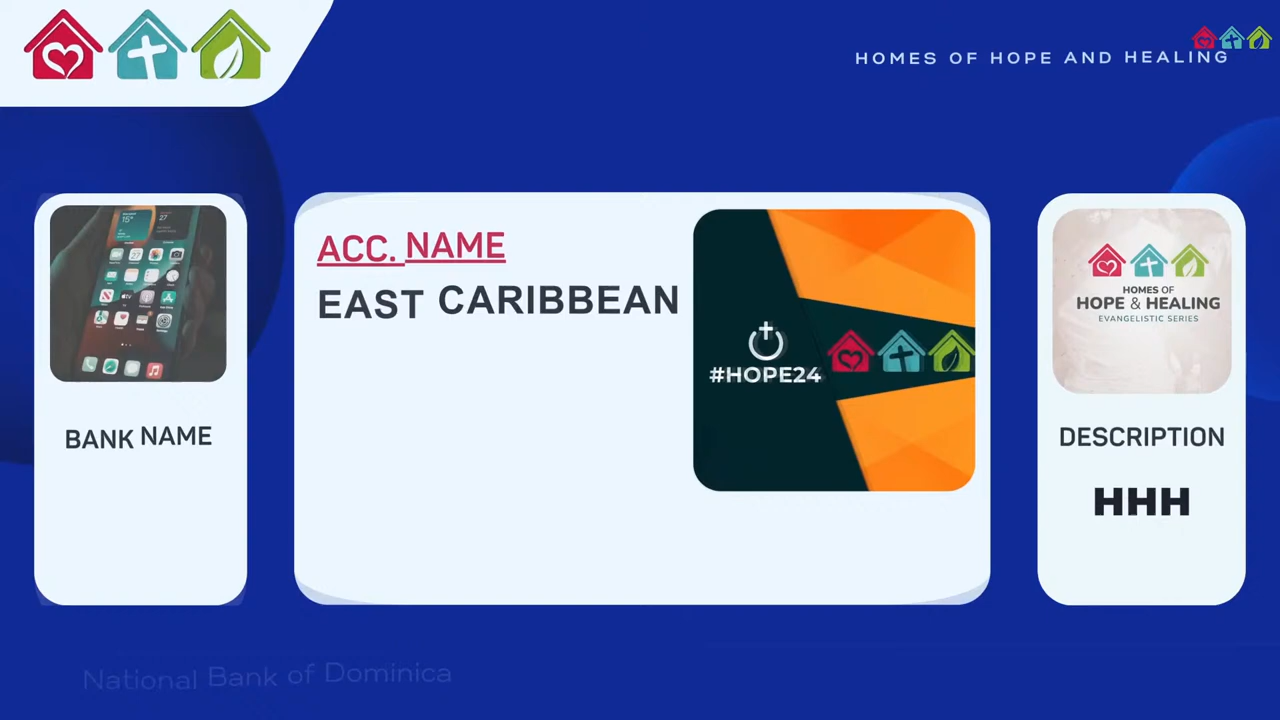 HOMES OF HOPE AND HEALING
BANK NAME
ACC. NAME
EAST CARIBBEAN
#HOPE24
HOMES OF
HOPE & HEALING
EVANGELISTIC SERIES
DESCRIPTION
HHH
National Bank of Dominica